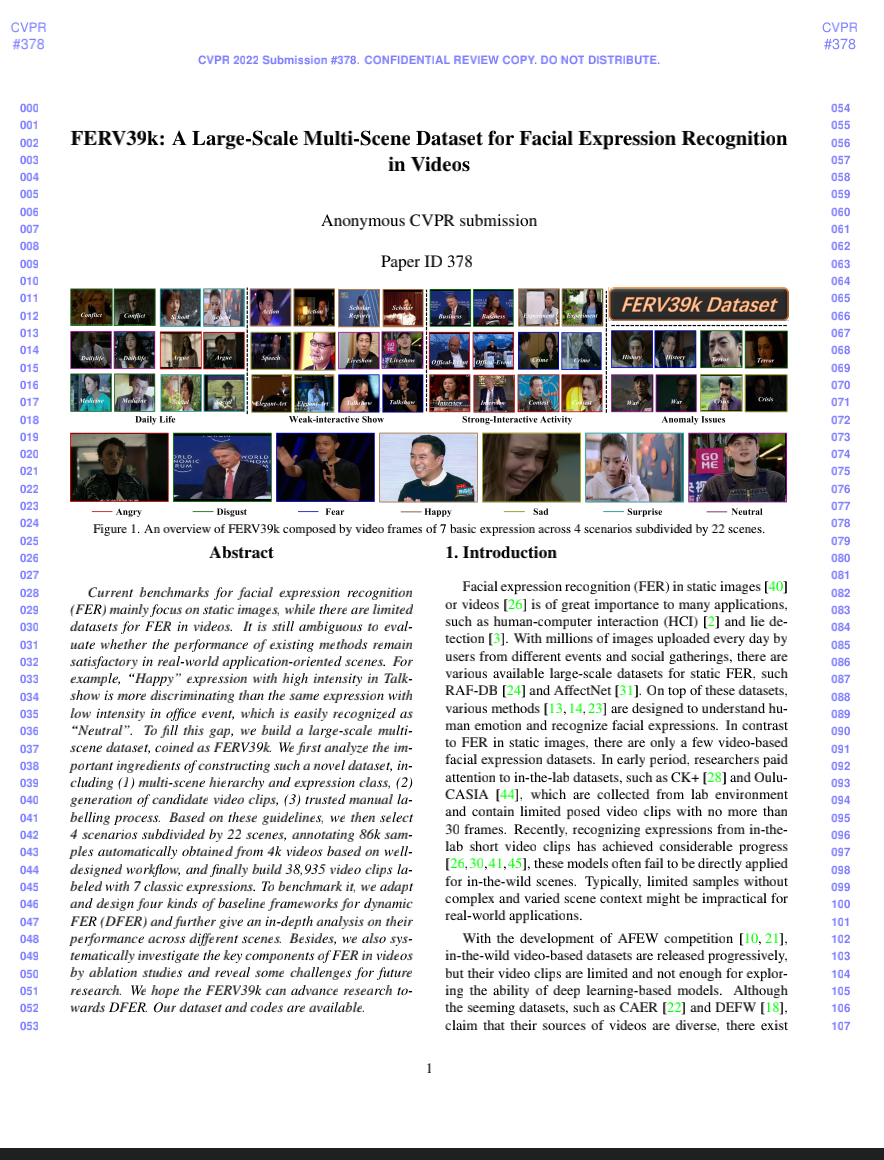 CVPR
#378
CVPR
#378
CVPR 2022 Submission #378. CONFIDENTIAL REVIEW COPY. DO NOT DISTRIBUTE.
FERV39k: A Large-Scale Multi-Scene Dataset for Facial Expression Recognition
in Videos
Anonymous CVPR submission
Paper ID 378
Conflict Conflict School School Action Action Scholar Reports Scholar Business Business Experiment Experiment
FERV39k Dataset
Dailylife Dailylife Argue Argue Speech Speech Liveshow Liveshow Offical-Event Offical-Event Crime Crime History History Terror Terror
Medicine Medicine Social Social Elegant-Art Elegant-Art Talkshow Talkshow Interview Interview Contest Contest War War Crisis Crisis
Daily Life Weak-interactive Show Strong-Interactive Activity Anomaly Issues
WORLD
ECONOMIC
FORUM
GO
ME
Angry Disgust Fear Happy Sad Surprise Neutral
Figure 1. An overview of FERV39k composed by video frames of 7 basic expression across 4 scenarios subdivided by 22 scenes.
Abstract
Current benchmarks for facial expression recognition
(FER) mainly focus on static images, while there are limited
datasets for FER in videos. It is still ambiguous to eval-
uate whether the performance of existing methods remain
satisfactory in real-world application-oriented scenes. For
example, “Happy” expression with high intensity in Talk-
show is more discriminating than the same expression with
low intensity in office event, which is easily recognized as
“Neutral”. To fill this gap, we build a large-scale multi-
scene dataset, coined as FERV39k. We first analyze the im-
portant ingredients of constructing such a novel dataset, in-
cluding (1) multi-scene hierarchy and expression class, (2)
generation of candidate video clips, (3) trusted manual la-
belling process. Based on these guidelines, we then select
4 scenarios subdivided by 22 scenes, annotating 86k sam-
ples automatically obtained from 4k videos based on well-
designed workflow, and finally build 38,935 video clips la-
beled with 7 classic expressions. To benchmark it, we adapt
and design four kinds of baseline frameworks for dynamic
FER (DFER) and further give an in-depth analysis on their
performance across different scenes. Besides, we also sys-
tematically investigate the key components of FER in videos
by ablation studies and reveal some challenges for future
research. We hope the FERV39k can advance research to-
wards DFER. Our dataset and codes are available.
1. Introduction
Facial expression recognition (FER) in static images [40]
or videos [26] is of great importance to many applications,
such as human-computer interaction (HCI) [2] and lie de-
tection [3]. With millions of images uploaded every day by
users from different events and social gatherings, there are
various available large-scale datasets for static FER, such
RAF-DB [24] and AffectNet [31]. On top of these datasets,
various methods [13,14,23] are designed to understand hu-
man emotion and recognize facial expressions. In contrast
to FER in static images, there are only a few video-based
facial expression datasets. In early period, researchers paid
attention to in-the-lab datasets, such as CK+ [28] and Oulu-
CASIA [44], which are collected from lab environment
and contain limited posed video clips with no more than
30 frames. Recently, recognizing expressions from in-the-
lab short video clips has achieved considerable progress
[26,30,41,45], these models often fail to be directly applied
for in-the-wild scenes. Typically, limited samples without
complex and varied scene context might be impractical for
real-world applications.
With the development of AFEW competition [10, 21],
in-the-wild video-based datasets are released progressively,
but their video clips are limited and not enough for explor-
ing the ability of deep learning-based models. Although
the seeming datasets, such as CAER [22] and DEFW [18],
claim that their sources of videos are diverse, there exist
000
001
002
003
004
005
006
007
008
009
010
011
012
013
014
015
016
017
018
019
020
021
022
023
024
025
026
027
028
029
030
031
032
033
034
035
036
037
038
039
040
041
042
043
044
045
046
047
048
049
050
051
052
053
054
055
056
057
058
059
060
061
062
063
064
065
066
067
068
069
070
071
072
073
074
075
076
077
078
079
080
081
082
083
084
085
086
087
088
089
090
091
092
093
094
095
096
097
098
099
100
101
102
103
104
105
106
107
1